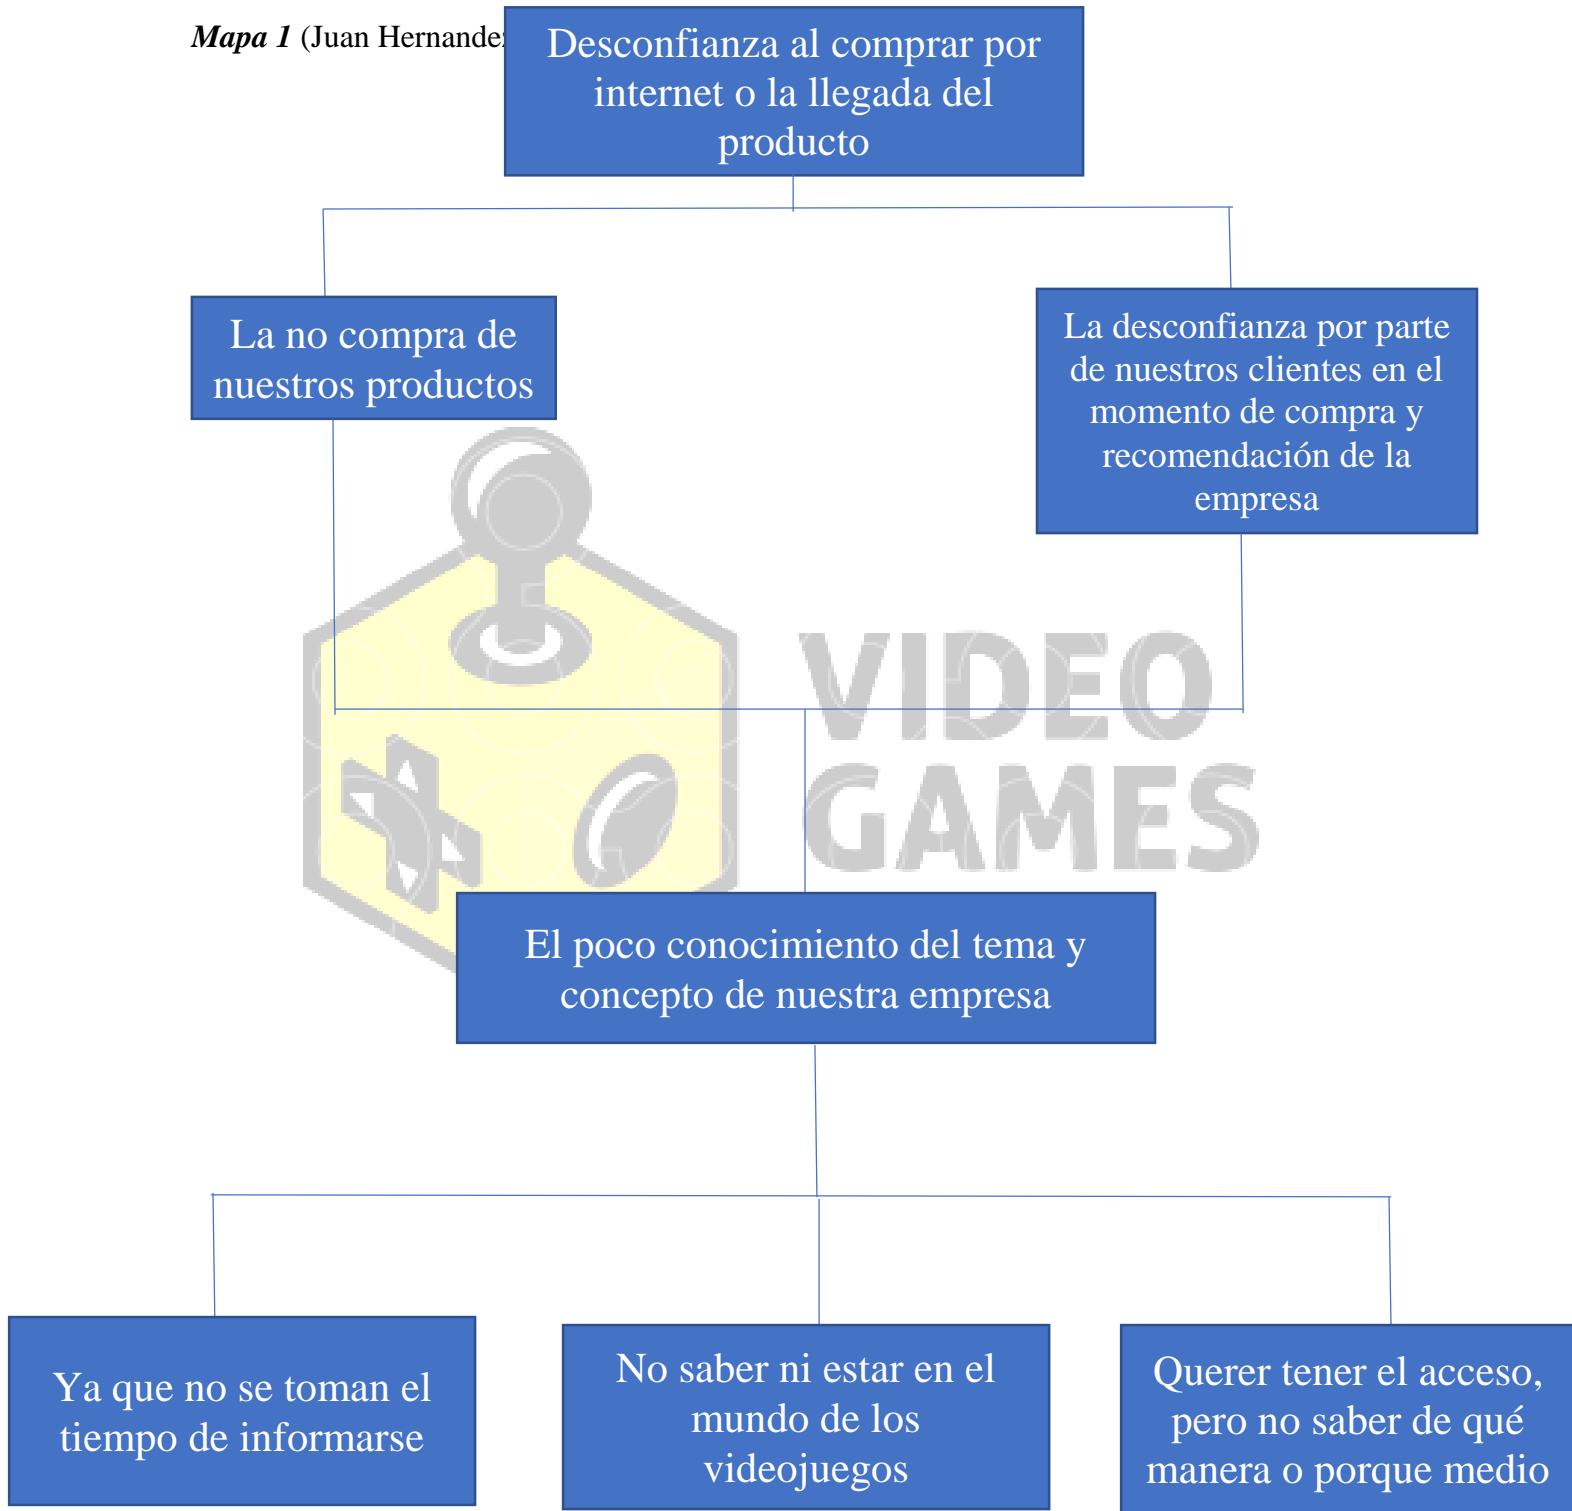 Mapa 1 (Juan Hernande
Desconfianza al comprar por
internet o la llegada del
producto
La no compra de
nuestros productos
La desconfianza por parte
de nuestros clientes en el
momento de compra y
recomendación de la
empresa
VIDEO
GAMES
El poco conocimiento del tema y
concepto de nuestra empresa
Ya que no se toman el
tiempo de informarse
No saber ni estar en el
mundo de los
videojuegos
Querer tener el acceso,
pero no saber de qué
manera o porque medio